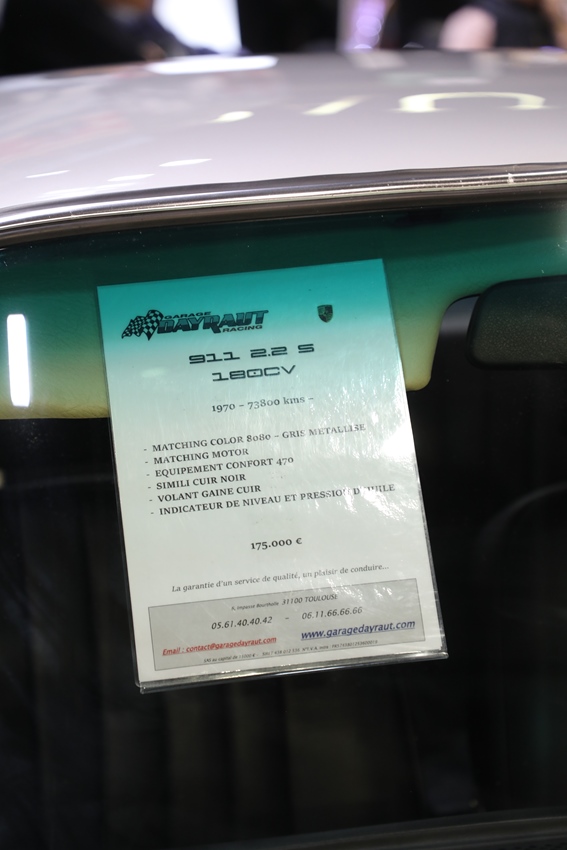 GARAGE
DAYRAUT
RACING
911 2.2 S
180CV
1970 - 73800 kms -
- MATCHING COLOR 8080 - GRIS METALLISE
- MATCHING MOTOR
- EQUIPEMENT CONFORT 470
- SIMILI CUIR NOIR
- VOLANT GAINE CUIR
- INDICATEUR DE NIVEAU ET PRESSION D'HUILE
175.000 €
La garantie d'un service de qualité, un plaisir de conduire...
31100 TOULOUSE
05.61.40.40.42 - 06.11.66.66.66
Email : contact@garagedayraut.com
www.garagedayraut.com